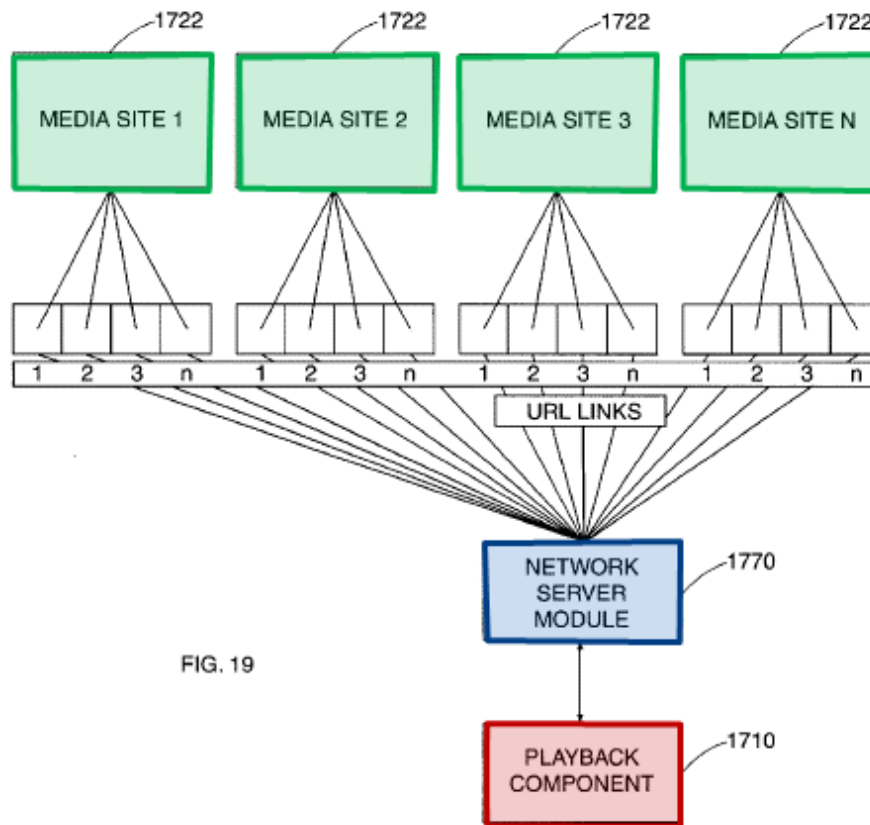 1722 1722 1722 1722
MEDIA SITE 1 MEDIA SITE 2 MEDIA SITE 3 MEDIA SITE N
1 2 3 n 1 2 3 n 1 2 3 n 1 2 3 n
URL LINKS
NETWORK
SERVER
MODULE
1770
FIG. 19
PLAYBACK
COMPONENT
1710